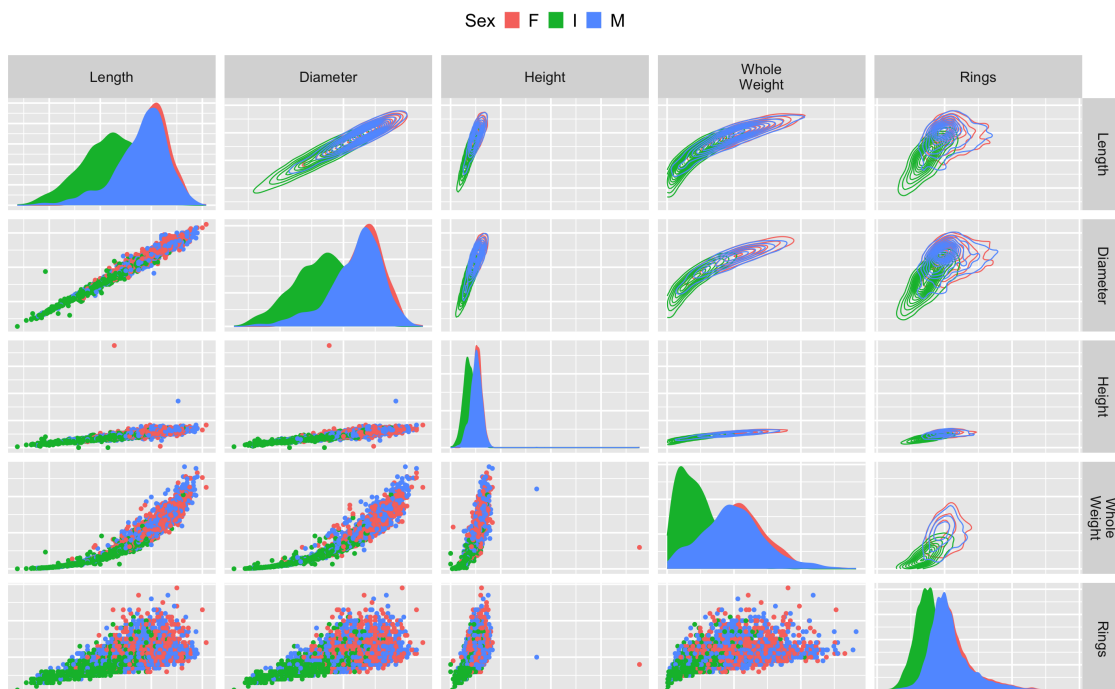 Sex F I M
Length
Diameter
Height
Whole
Weight
Rings
Length
Diameter
Height
Whole
Weight
Rings